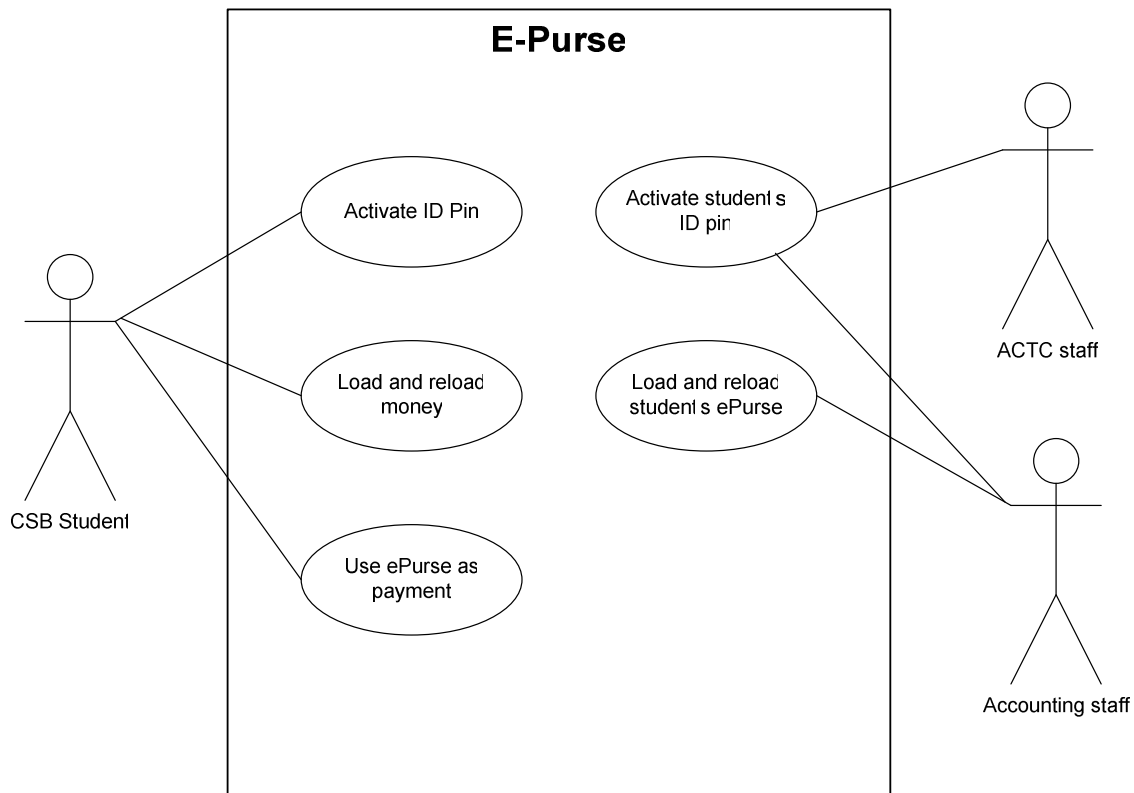 E-Purse
Activate ID Pin
Activate student's
ID pin
ACTC staff
Load and reload
money
Load and reload
student's ePurse
CSB Student
Use ePurse as
payment
Accounting staff